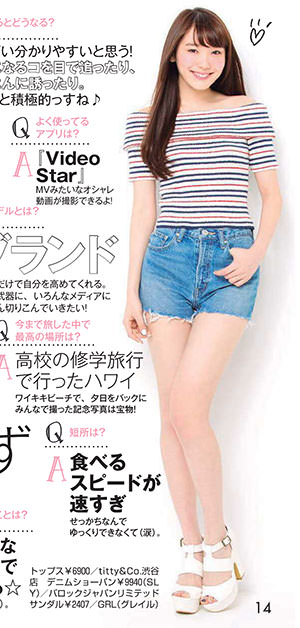 るとどうなる?
い分かりやすいと思う!
なるコを目で追ったり、
んに誘ったり。
と積極的っすね♪
Q よく使ってる
アプリは?
A 『Video
Star』
MVみたいなオシャレ
動画が撮影できるよ!
デルとは?
ブランド
だけで自分を高めてくれる。
武器に、いろんなメディアに
ん切りこんでいきたい!
Q 今まで旅した中で
最高の場所は?
A 高校の修学旅行
で行ったハワイ
ワイキキビーチで、夕日をバックに
みんなで撮った記念写真は宝物!
Q 短所は?
ず
A 食べる
スピードが
速すぎ
せっかちなんで
ゆっくりできなくて(涙)。
とは?
な
で
る☆
。
トップス¥6900/titty&Co.渋谷
店 デニムショーパン¥9940(SL
Y)/バロックジャパンリミテッド
サンダル¥2407/GRL(グレイル)
14